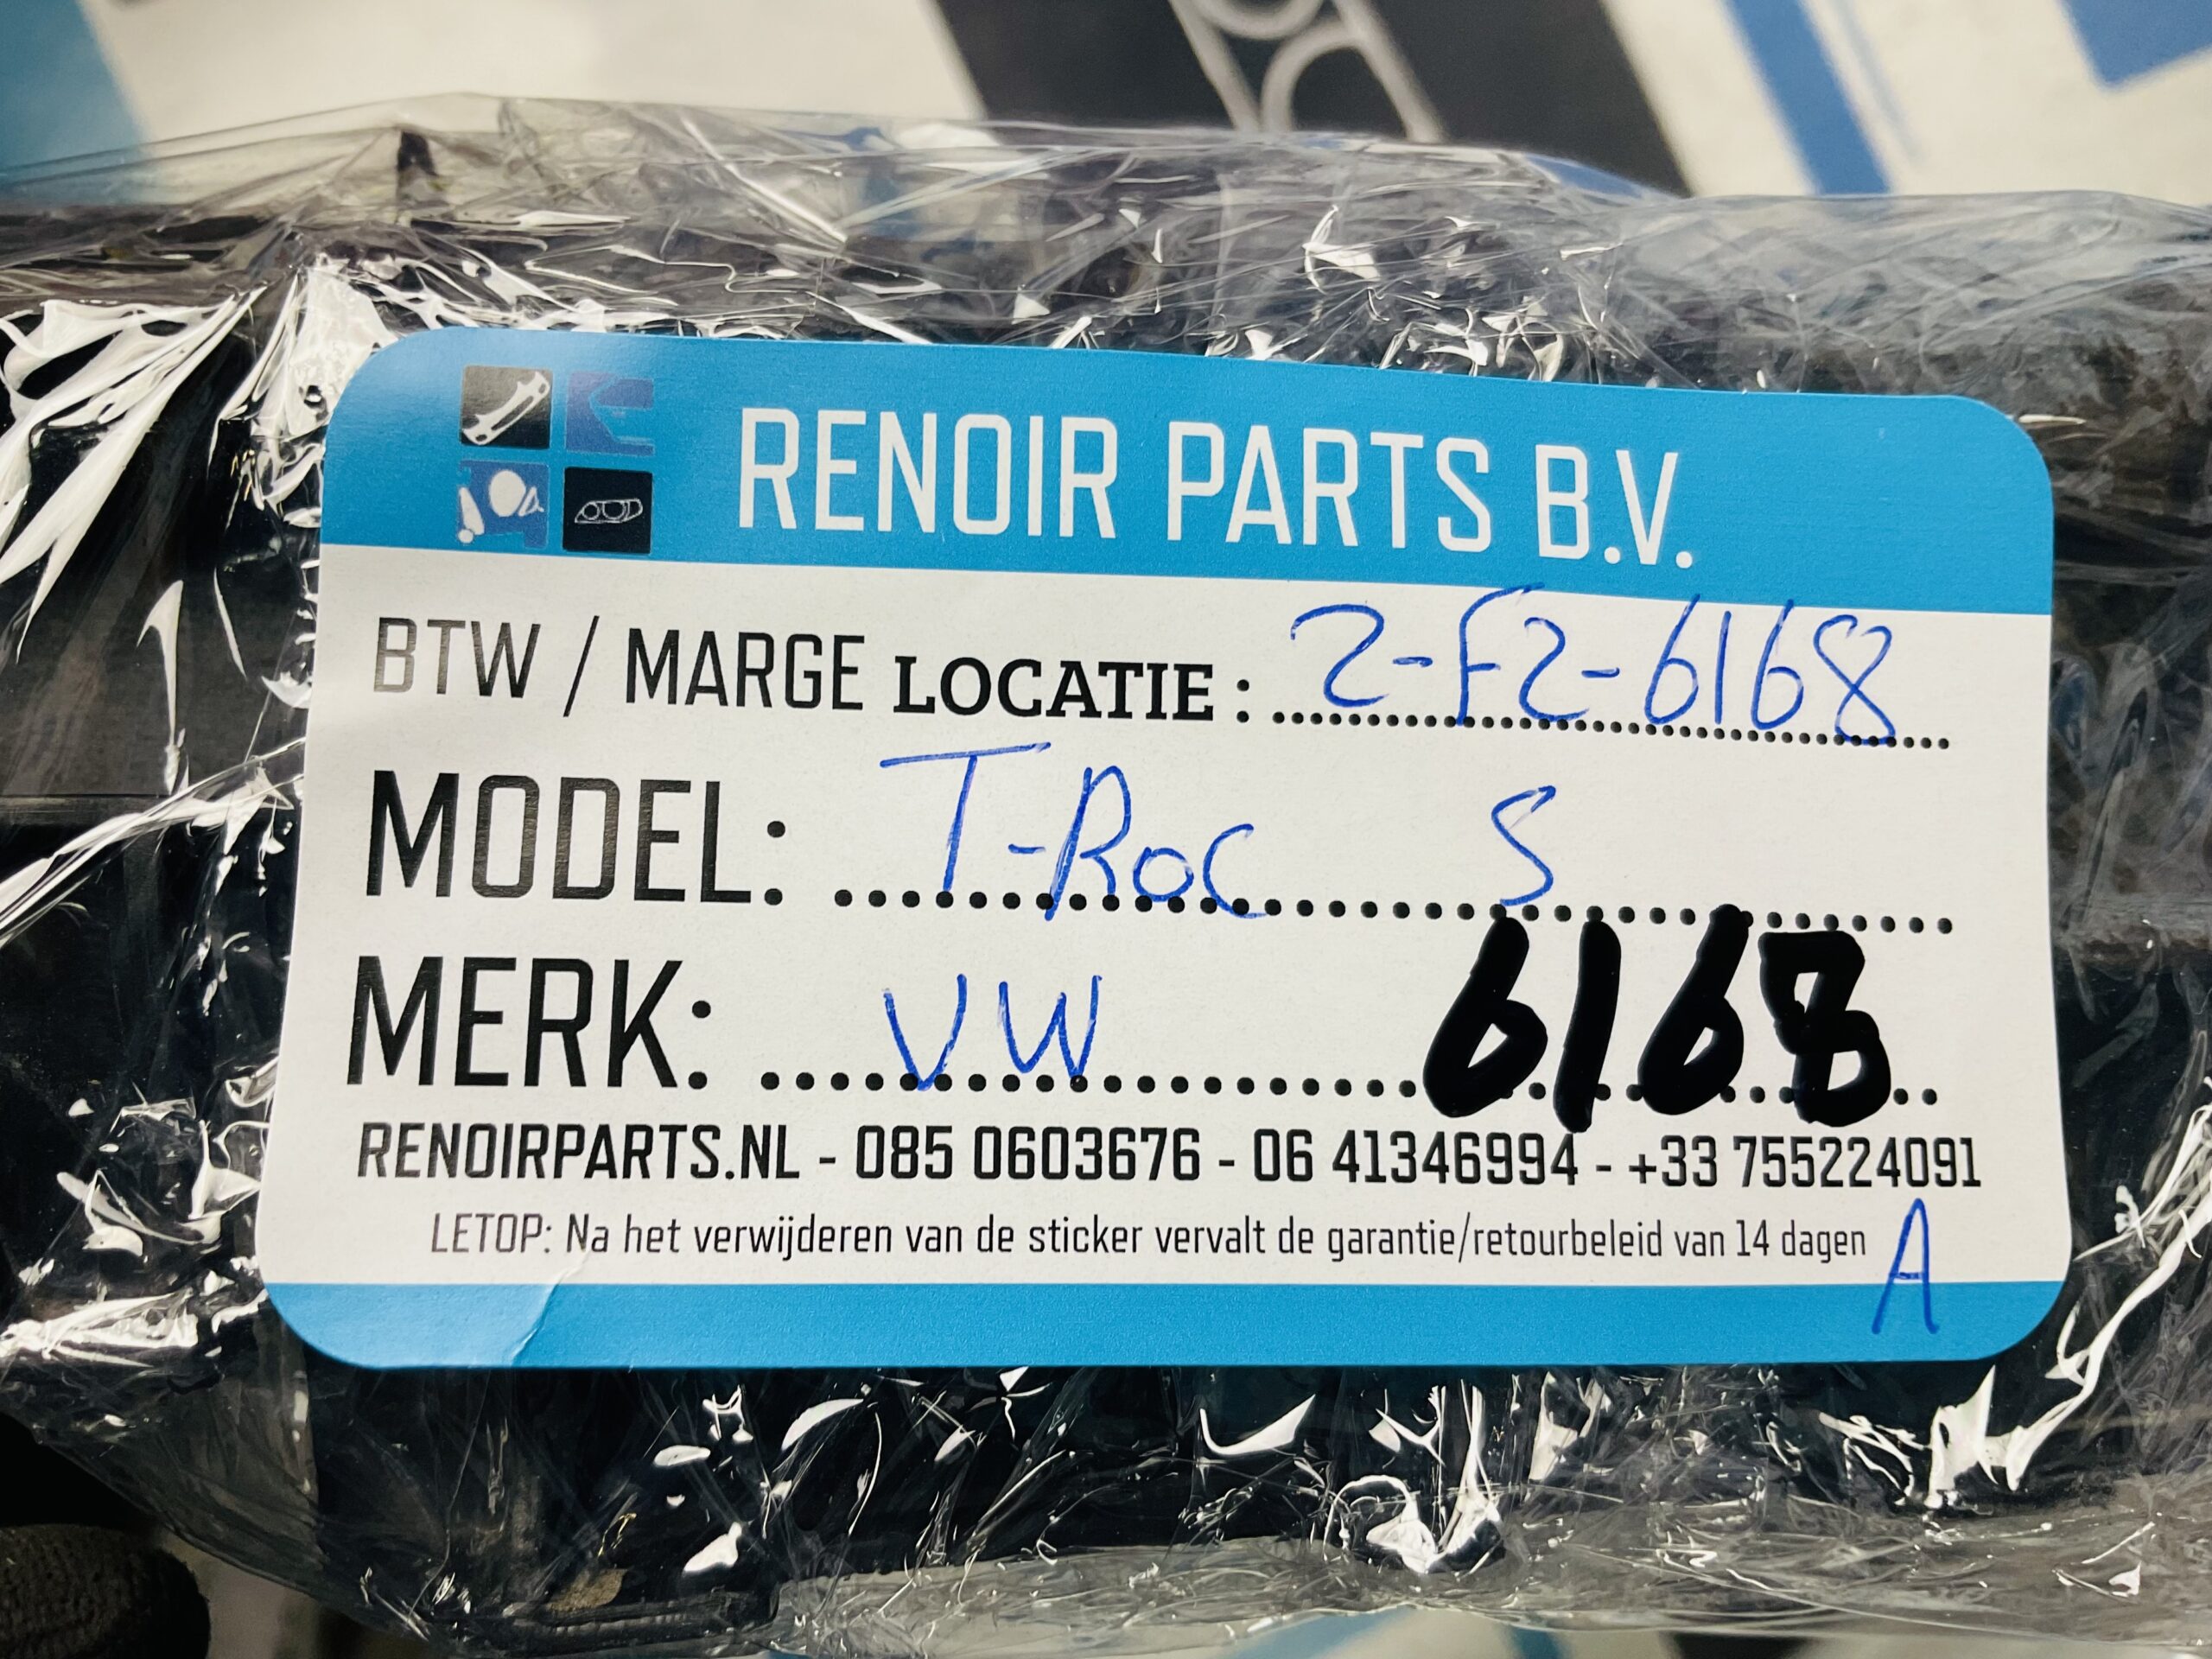 RENOIR PARTS B.V.
BTW / MARGE LOCATIE : 2-F2-6168
MODEL: T-Roc S
MERK: VW 6168
RENOIRPARTS.NL - 085 0603676 - 06 41346994 - +33 755224091
LETOP: Na het verwijderen van de sticker vervalt de garantie/retourbeleid van 14 dagen A